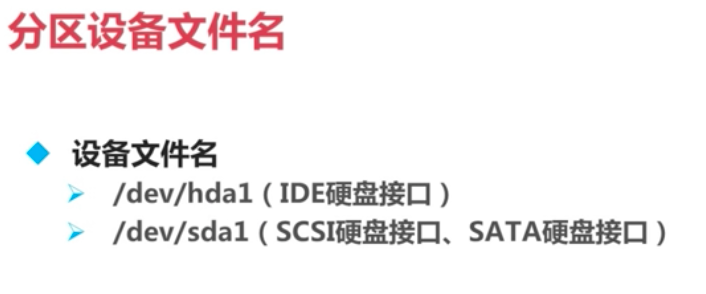 分区设备文件名
设备文件名
/dev/hda1（IDE硬盘接口）
/dev/sda1（SCSI硬盘接口、SATA硬盘接口）